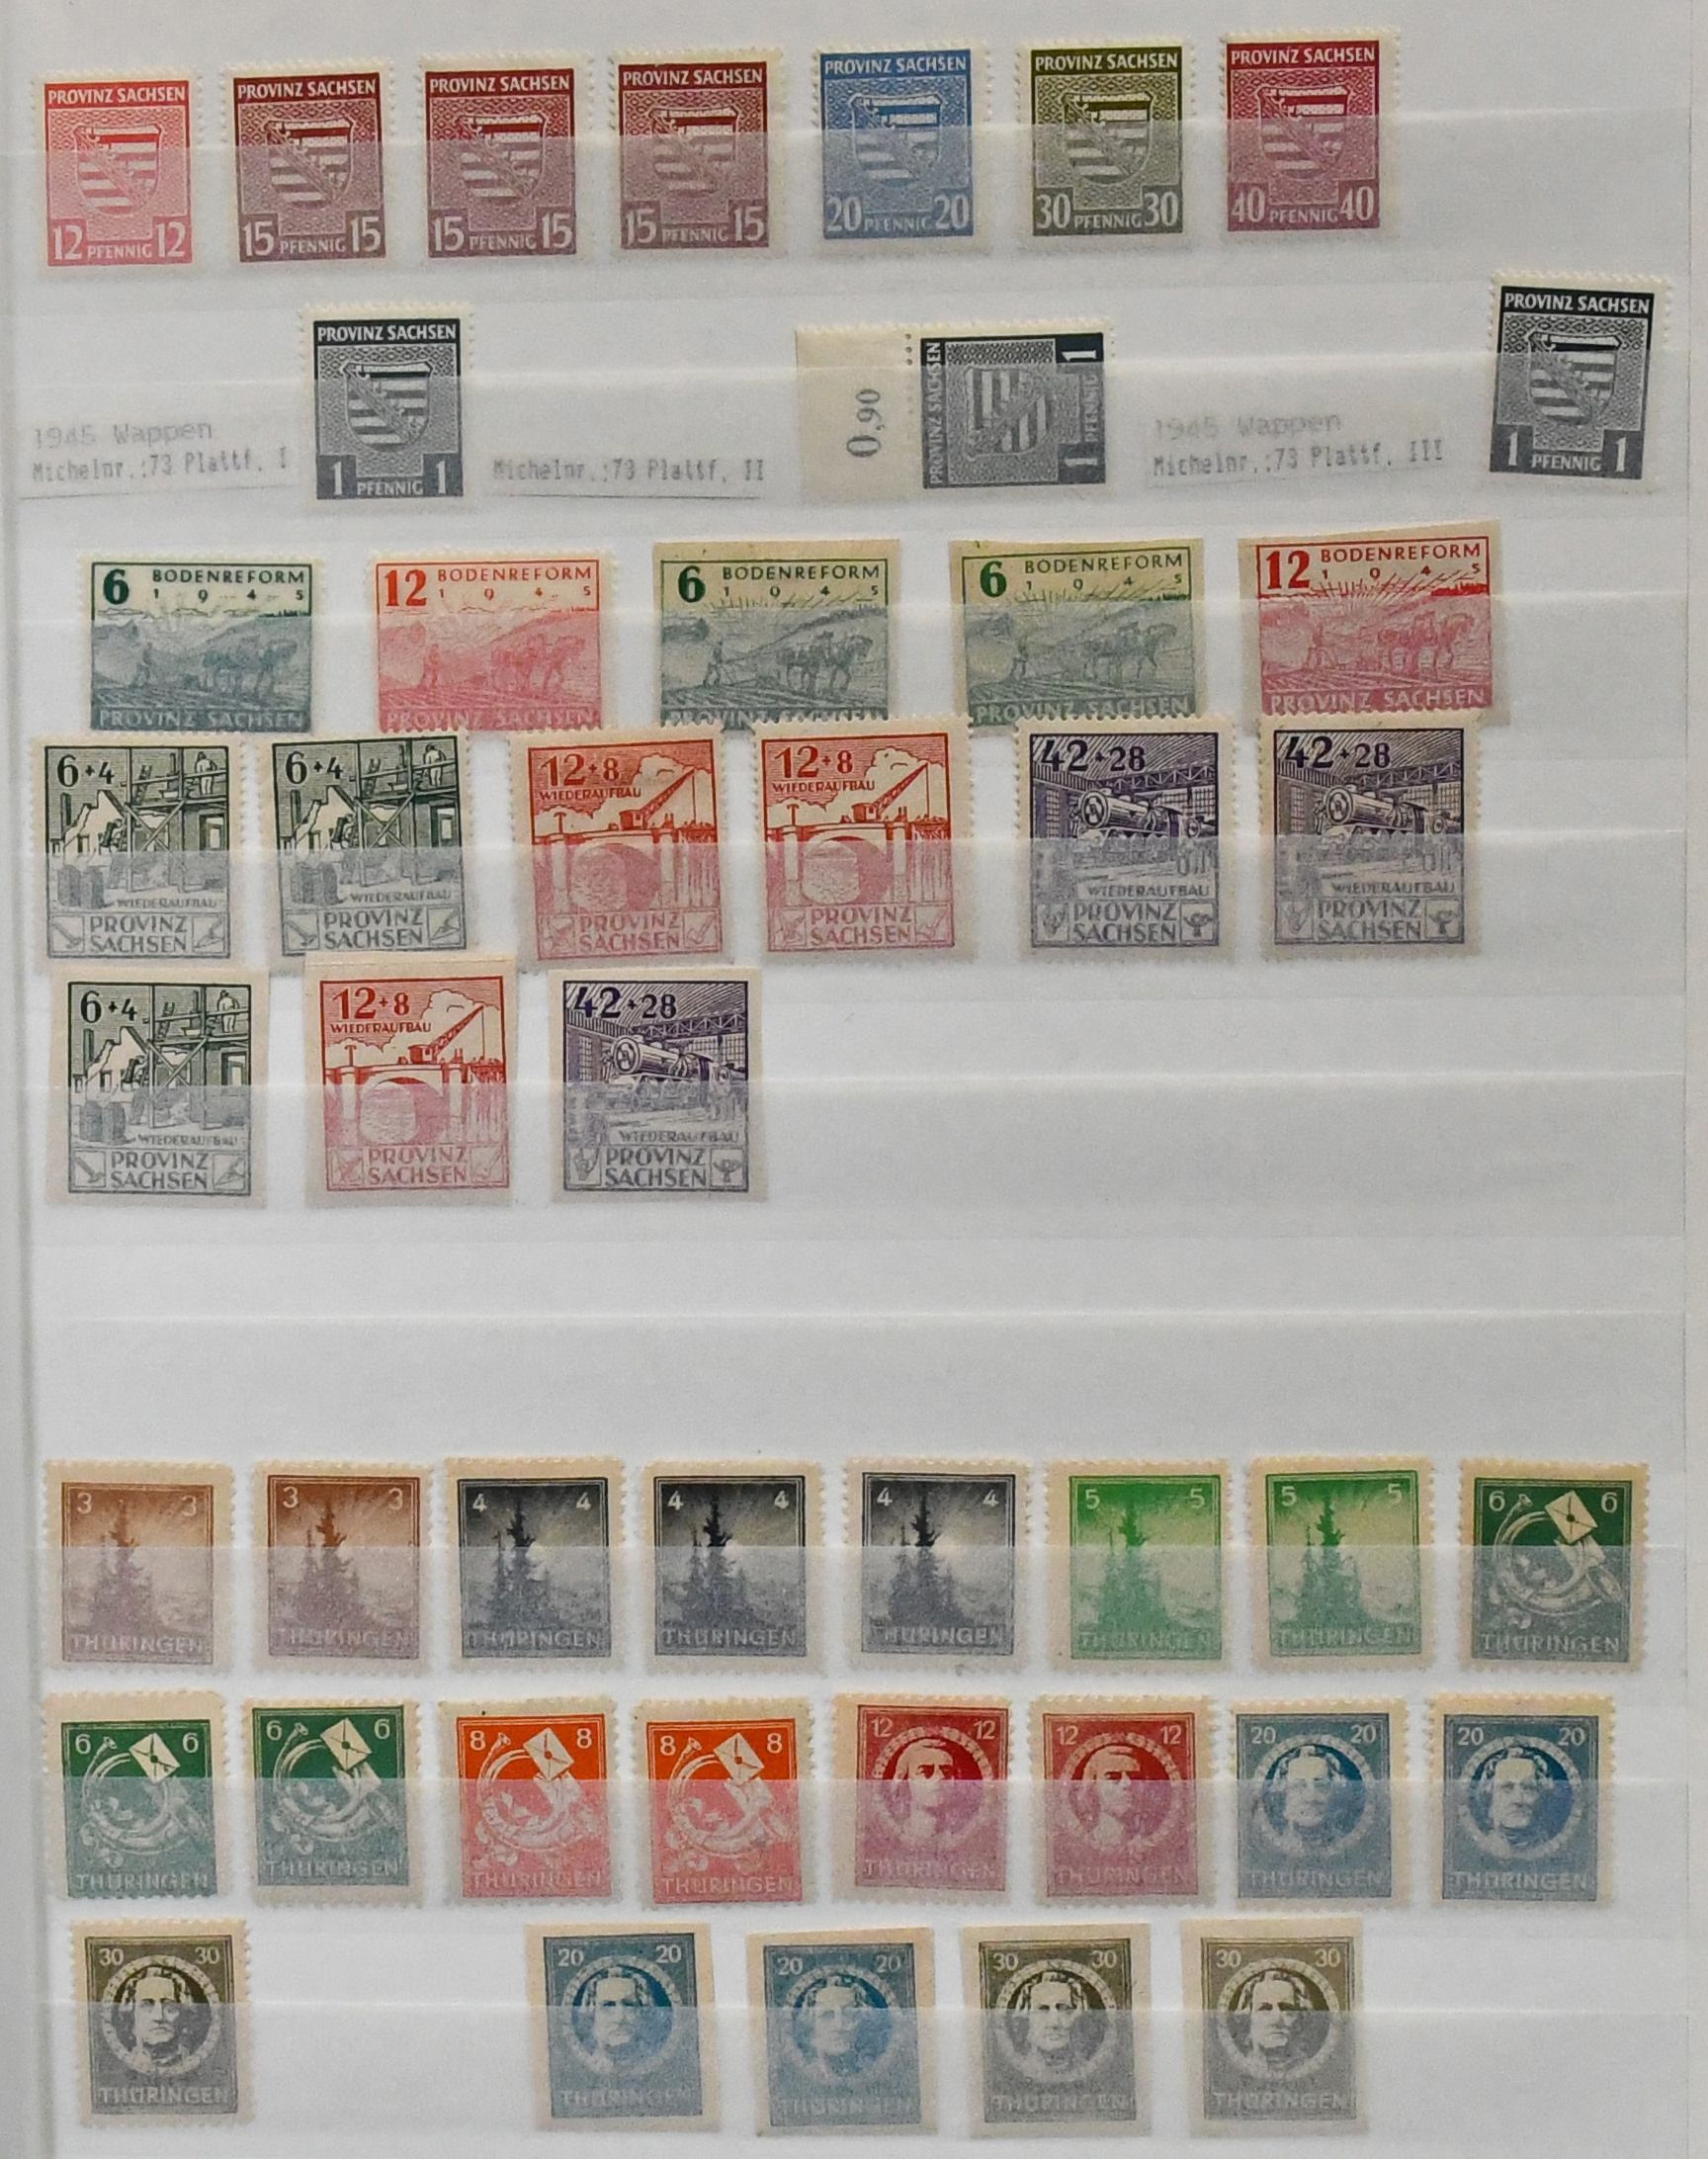 PROVINZ SACHSEN
12 PFENNIG 12
PROVINZ SACHSEN
15 PFENNIG 15
PROVINZ SACHSEN
15 PFENNIG 15
PROVINZ SACHSEN
15 PFENNIG 15
PROVINZ SACHSEN
20 PFENNIG 20
PROVINZ SACHSEN
30 PFENNIG 30
PROVINZ SACHSEN
40 PFENNIG 40
1945 Wappen
Michelnr.:73 Plattf. I
PROVINZ SACHSEN
1 PFENNIG 1
Michelnr.:73 Plattf. II
0,90
PROVINZ SACHSEN
1 PFENNIG 1
1945 Wappen
Michelnr.:73 Plattf. III
PROVINZ SACHSEN
1 PFENNIG 1
6 BODENREFORM
1 9 4 5
PROVINZ SACHSEN
12 BODENREFORM
1 9 4 5
PROVINZ SACHSEN
6 BODENREFORM
1 9 4 5
PROVINZ SACHSEN
6 BODENREFORM
1 9 4 5
PROVINZ SACHSEN
12 BODENREFORM
1 9 4 5
PROVINZ SACHSEN
6+4
WIEDERAUFBAU
PROVINZ
SACHSEN
6+4
WIEDERAUFBAU
PROVINZ
SACHSEN
12+8
WIEDERAUFBAU
PROVINZ
SACHSEN
12+8
WIEDERAUFBAU
PROVINZ
SACHSEN
42+28
WIEDERAUFBAU
PROVINZ
SACHSEN
42+28
WIEDERAUFBAU
PROVINZ
SACHSEN
6+4
WIEDERAUFBAU
PROVINZ
SACHSEN
12+8
WIEDERAUFBAU
PROVINZ
SACHSEN
42+28
WIEDERAUFBAU
PROVINZ
SACHSEN
3 3
THÜRINGEN
3 3
THÜRINGEN
4 4
THÜRINGEN
4 4
THÜRINGEN
4 4
THÜRINGEN
5 5
THÜRINGEN
5 5
THÜRINGEN
6 6
THÜRINGEN
6 6
THÜRINGEN
6 6
THÜRINGEN
8 8
THÜRINGEN
8 8
THÜRINGEN
12 12
THÜRINGEN
12 12
THÜRINGEN
20 20
THÜRINGEN
20 20
THÜRINGEN
30 30
THÜRINGEN
20 20
THÜRINGEN
20 20
THÜRINGEN
30 30
THÜRINGEN
30 30
THÜRINGEN